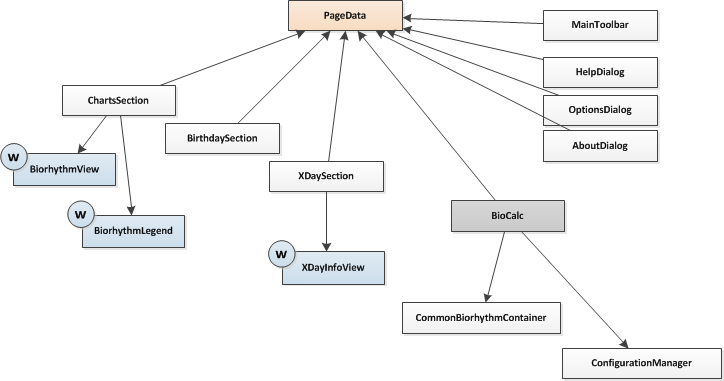 PageData
MainToolbar
HelpDialog
ChartsSection
OptionsDialog
BirthdaySection
AboutDialog
W
BiorhythmView
XDaySection
W
BiorhythmLegend
BioCalc
W
XDayInfoView
CommonBiorhythmContainer
ConfigurationManager